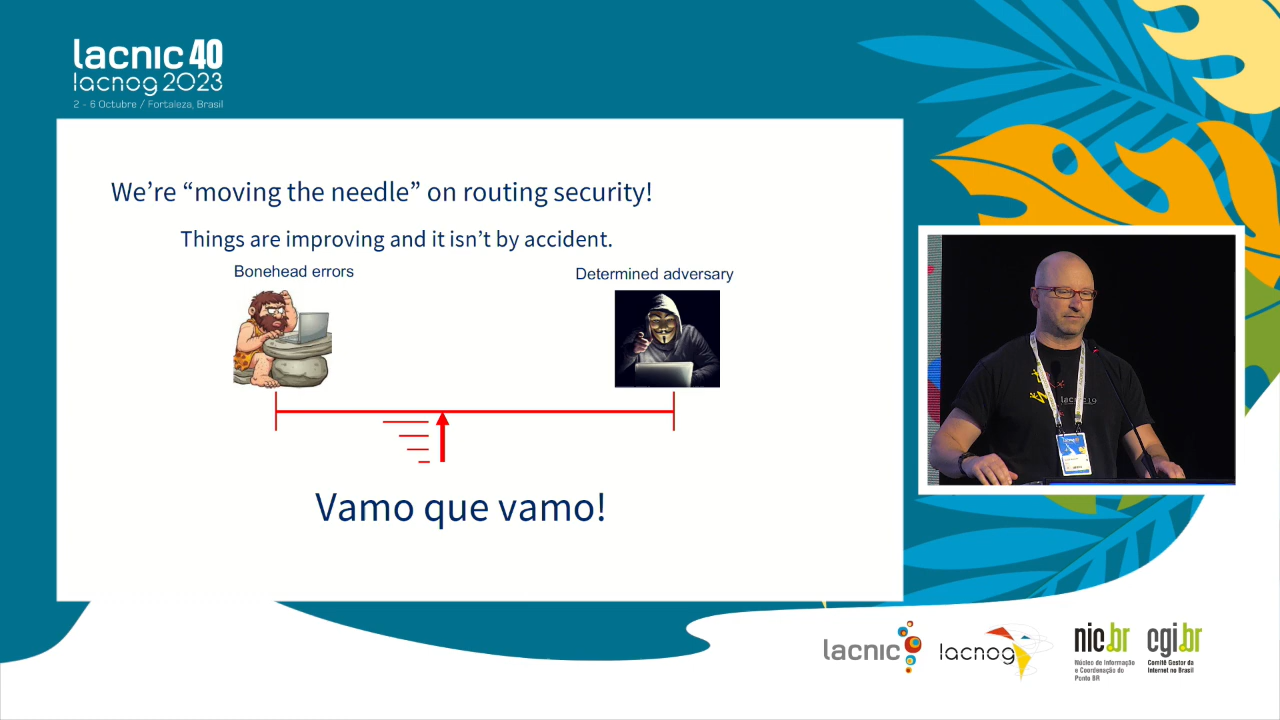 lacnic 40
lacnog 2023
2 - 6 Octubre / Fortaleza, Brasil
We're “moving the needle” on routing security!
Things are improving and it isn't by accident.
Bonehead errors
Determined adversary
Vamo que vamo!
lacnic19
lacnic
lacnog
nic.br
Núcleo de Informação
e Coordenação do
Ponto BR
cgi.br
Comitê Gestor da
Internet no Brasil